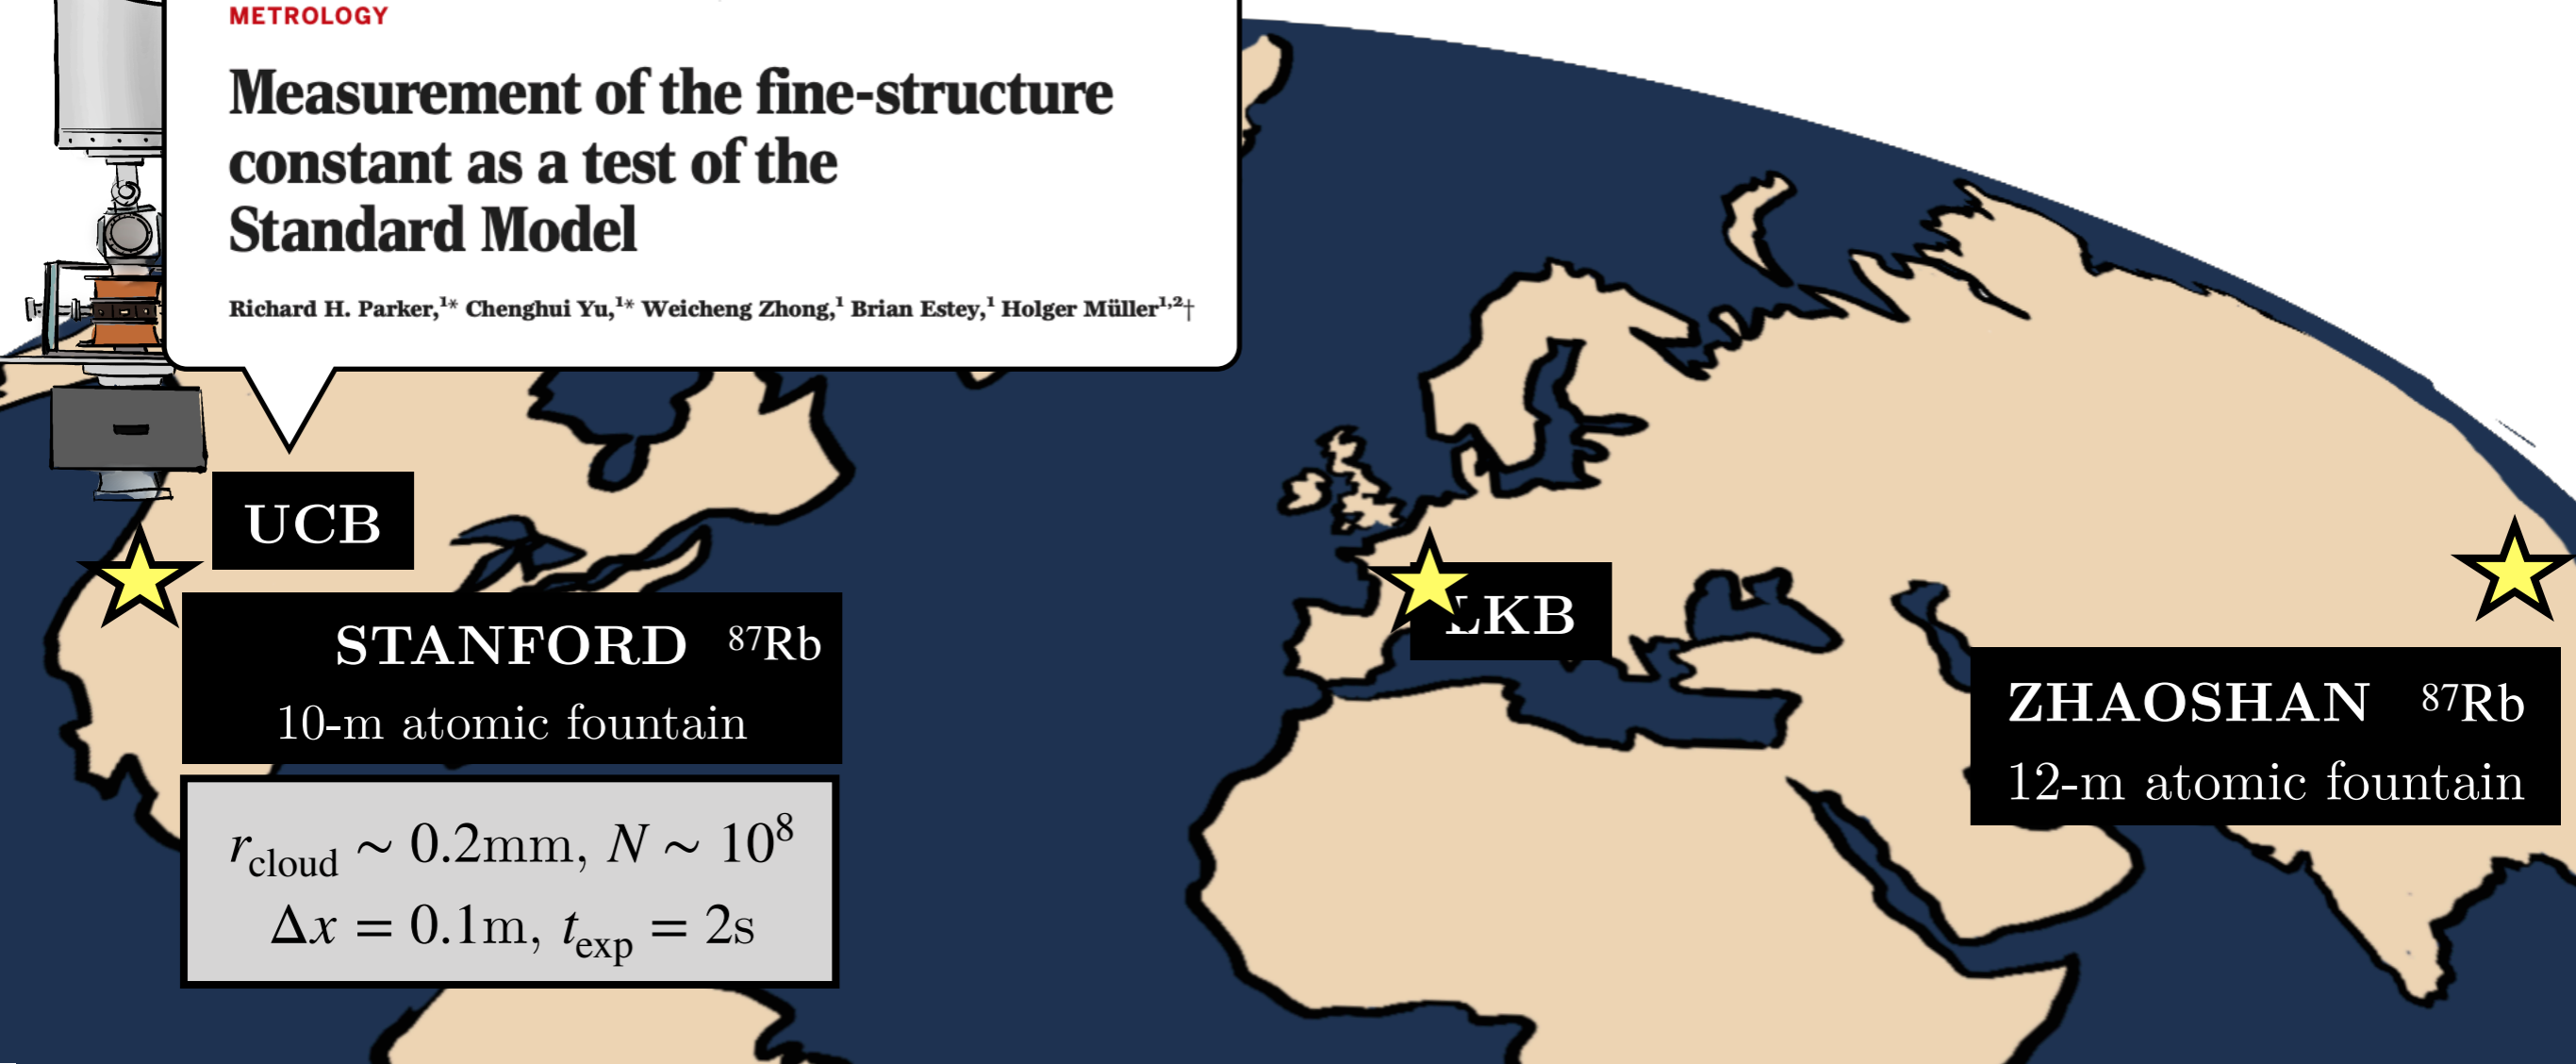 METROLOGY
Measurement of the fine-structure
constant as a test of the
Standard Model
Richard H. Parker,¹* Chenghui Yu,¹* Weicheng Zhong,¹ Brian Estey,¹ Holger Müller¹,²†
UCB
STANFORD ⁸⁷Rb
10-m atomic fountain
r_cloud ~ 0.2mm, N ~ 10⁸
Δx = 0.1m, t_exp = 2s
LKB
ZHAOSHAN ⁸⁷Rb
12-m atomic fountain